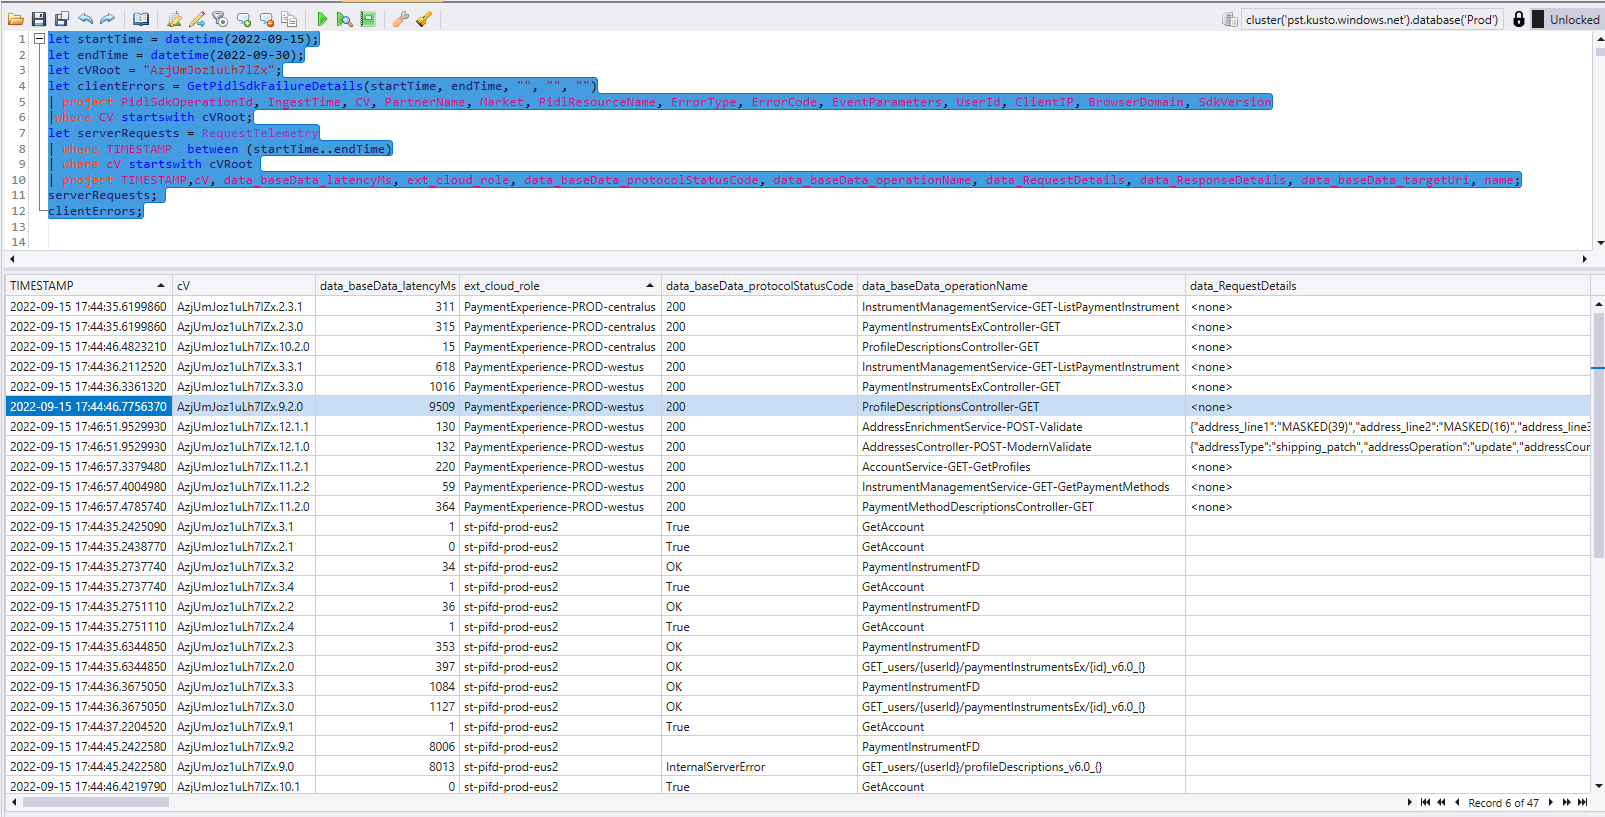 cluster('pst.kusto.windows.net').database('Prod') Unlocked
1 let startTime = datetime(2022-09-15);
2 let endTime = datetime(2022-09-30);
3 let cVRoot = "AzjUmJoz1uLh7lZx";
4 let clientErrors = GetPidlSdkFailureDetails(startTime, endTime, "", "", "")
5 | project PidlSdkOperationId, IngestTime, CV, PartnerName, Market, PidlResourceName, ErrorType, ErrorCode, EventParameters, UserId, ClientIP, BrowserDomain, SdkVersion
6 |where CV startswith cVRoot;
7 let serverRequests = RequestTelemetry
8 | where TIMESTAMP  between (startTime..endTime)
9 | where cV startswith cVRoot
10 | project TIMESTAMP,cV, data_baseData_latencyMs, ext_cloud_role, data_baseData_protocolStatusCode, data_baseData_operationName, data_RequestDetails, data_ResponseDetails, data_baseData_targetUri, name;
11 serverRequests;
12 clientErrors;
13
14
TIMESTAMP cV data_baseData_latencyMs ext_cloud_role data_baseData_protocolStatusCode data_baseData_operationName data_RequestDetails
2022-09-15 17:44:35.6199860 AzjUmJoz1uLh7lZx.2.3.1 311 PaymentExperience-PROD-centralus 200 InstrumentManagementService-GET-ListPaymentInstrument <none>
2022-09-15 17:44:35.6199860 AzjUmJoz1uLh7lZx.2.3.0 315 PaymentExperience-PROD-centralus 200 PaymentInstrumentsExController-GET <none>
2022-09-15 17:44:46.4823210 AzjUmJoz1uLh7lZx.10.2.0 15 PaymentExperience-PROD-centralus 200 ProfileDescriptionsController-GET <none>
2022-09-15 17:44:36.2112520 AzjUmJoz1uLh7lZx.3.3.1 618 PaymentExperience-PROD-westus 200 InstrumentManagementService-GET-ListPaymentInstrument <none>
2022-09-15 17:44:36.3361320 AzjUmJoz1uLh7lZx.3.3.0 1016 PaymentExperience-PROD-westus 200 PaymentInstrumentsExController-GET <none>
2022-09-15 17:44:46.7756370 AzjUmJoz1uLh7lZx.9.2.0 9509 PaymentExperience-PROD-westus 200 ProfileDescriptionsController-GET <none>
2022-09-15 17:46:51.9529930 AzjUmJoz1uLh7lZx.12.1.1 130 PaymentExperience-PROD-westus 200 AddressEnrichmentService-POST-Validate {"address_line1":"MASKED(39)","address_line2":"MASKED(16)","address_line3
2022-09-15 17:46:51.9529930 AzjUmJoz1uLh7lZx.12.1.0 132 PaymentExperience-PROD-westus 200 AddressesController-POST-ModernValidate {"addressType":"shipping_patch","addressOperation":"update","addressCour
2022-09-15 17:46:57.3379480 AzjUmJoz1uLh7lZx.11.2.1 220 PaymentExperience-PROD-westus 200 AccountService-GET-GetProfiles <none>
2022-09-15 17:46:57.4004980 AzjUmJoz1uLh7lZx.11.2.2 59 PaymentExperience-PROD-westus 200 InstrumentManagementService-GET-GetPaymentMethods <none>
2022-09-15 17:46:57.4785740 AzjUmJoz1uLh7lZx.11.2.0 364 PaymentExperience-PROD-westus 200 PaymentMethodDescriptionsController-GET <none>
2022-09-15 17:44:35.2425090 AzjUmJoz1uLh7lZx.3.1 1 st-pifd-prod-eus2 True GetAccount
2022-09-15 17:44:35.2438770 AzjUmJoz1uLh7lZx.2.1 0 st-pifd-prod-eus2 True GetAccount
2022-09-15 17:44:35.2737740 AzjUmJoz1uLh7lZx.3.2 34 st-pifd-prod-eus2 OK PaymentInstrumentFD
2022-09-15 17:44:35.2737740 AzjUmJoz1uLh7lZx.3.4 1 st-pifd-prod-eus2 True GetAccount
2022-09-15 17:44:35.2751110 AzjUmJoz1uLh7lZx.2.2 36 st-pifd-prod-eus2 OK PaymentInstrumentFD
2022-09-15 17:44:35.2751110 AzjUmJoz1uLh7lZx.2.4 1 st-pifd-prod-eus2 True GetAccount
2022-09-15 17:44:35.6344850 AzjUmJoz1uLh7lZx.2.3 353 st-pifd-prod-eus2 OK PaymentInstrumentFD
2022-09-15 17:44:35.6344850 AzjUmJoz1uLh7lZx.2.0 397 st-pifd-prod-eus2 OK GET_users/{userId}/paymentInstrumentsEx/{id}_v6.0_{}
2022-09-15 17:44:36.3675050 AzjUmJoz1uLh7lZx.3.3 1084 st-pifd-prod-eus2 OK PaymentInstrumentFD
2022-09-15 17:44:36.3675050 AzjUmJoz1uLh7lZx.3.0 1127 st-pifd-prod-eus2 OK GET_users/{userId}/paymentInstrumentsEx/{id}_v6.0_{}
2022-09-15 17:44:37.2204520 AzjUmJoz1uLh7lZx.9.1 1 st-pifd-prod-eus2 True GetAccount
2022-09-15 17:44:45.2422580 AzjUmJoz1uLh7lZx.9.2 8006 st-pifd-prod-eus2 PaymentInstrumentFD
2022-09-15 17:44:45.2422580 AzjUmJoz1uLh7lZx.9.0 8013 st-pifd-prod-eus2 InternalServerError GET_users/{userId}/profileDescriptions_v6.0_{}
2022-09-15 17:44:46.4219790 AzjUmJoz1uLh7lZx.10.1 0 st-pifd-prod-eus2 True GetAccount
Record 6 of 47